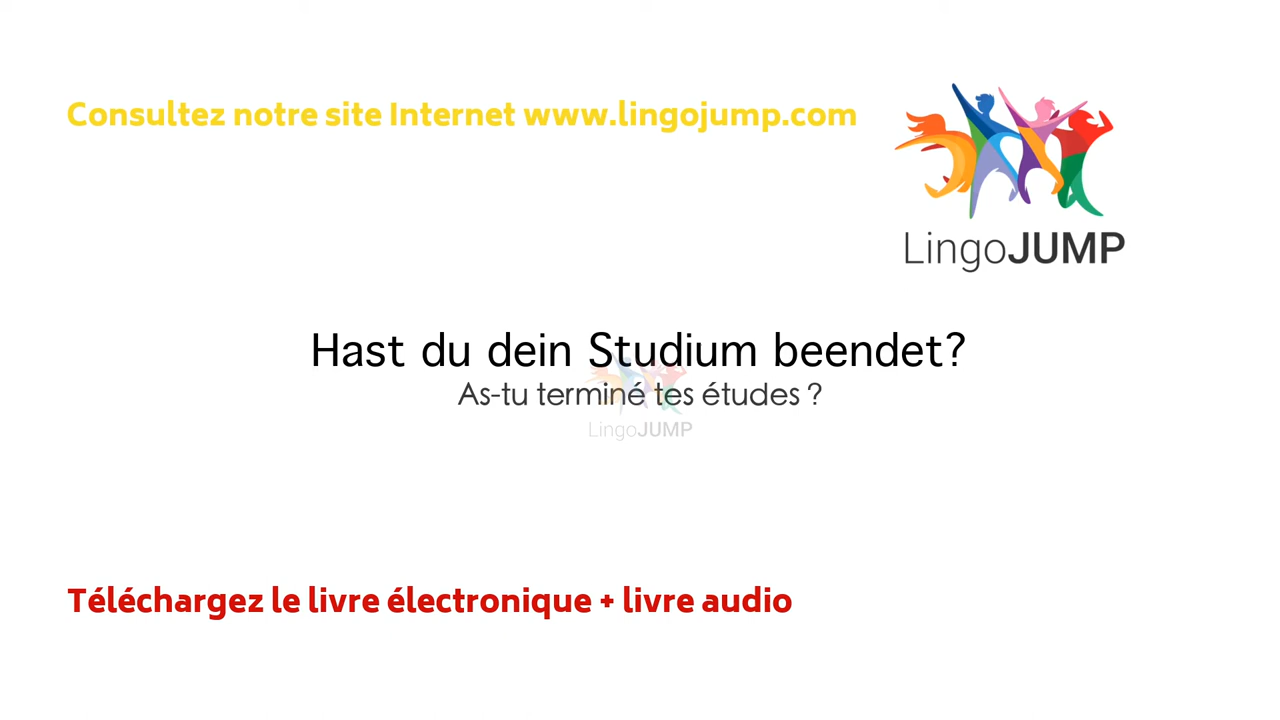 Consultez notre site Internet www.lingojump.com
LingoJUMP
Hast du dein Studium beendet?
As-tu terminé tes études ?
LingoJUMP
Téléchargez le livre électronique + livre audio